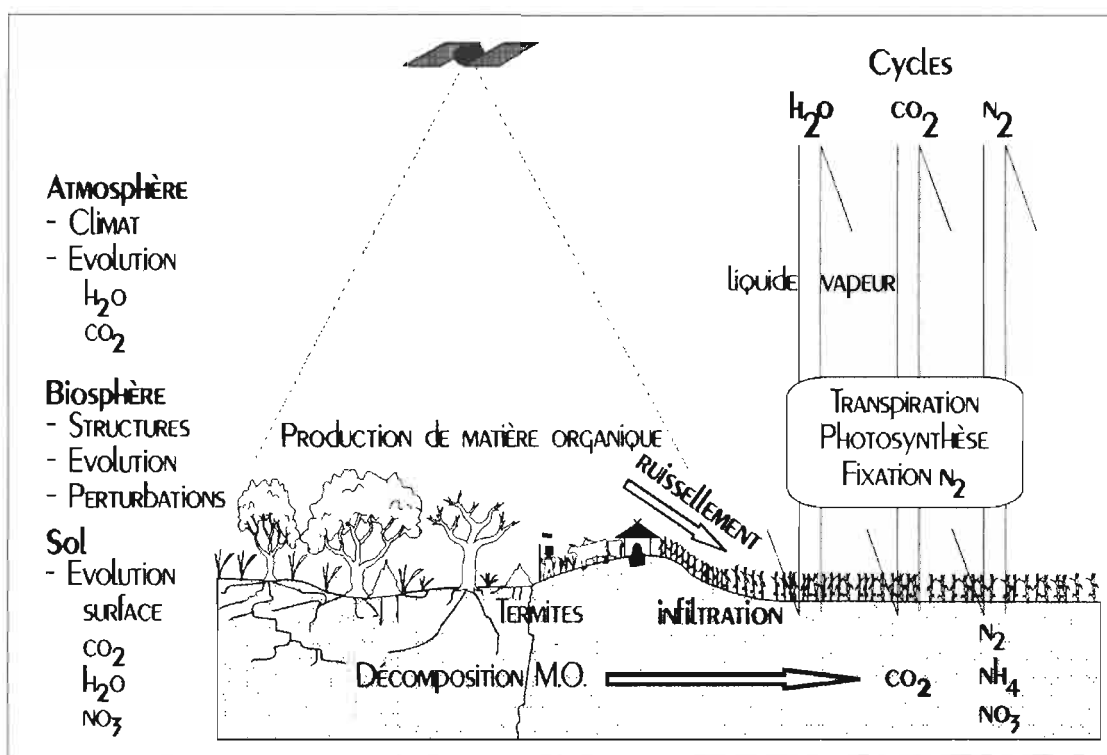 Cycles
H₂O CO₂ N₂
Atmosphère
- Climat
- Evolution
H₂O
CO₂
liquide vapeur
Biosphère
- Structures
- Evolution
- Perturbations
Production de matière organique
Transpiration
Photosynthèse
Fixation N₂
ruissellement
Sol
- Evolution
surface
CO₂
H₂O
NO₃
Termites
infiltration
Décomposition M.O.
CO₂
N₂
NH₄
NO₃